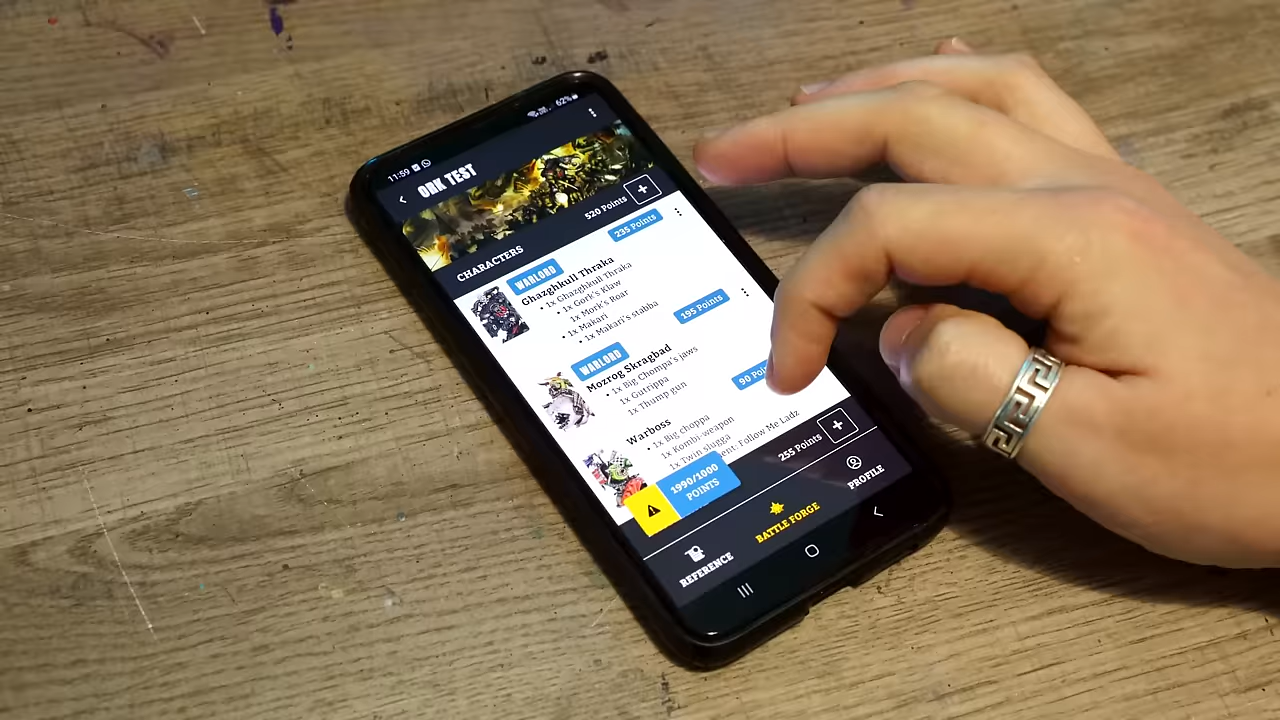 11:59
62%
ORK TEST
520 Points
CHARACTERS
235 Points
WARLORD
Ghazghkull Thraka
• 1x Ghazghkull Thraka
• 1x Gork's Klaw
1x Mork's Roar
• 1x Makari
• 1x Makari's stabba
195 Points
WARLORD
Mozrog Skragbad
• 1x Big Chompa's jaws
1x Gutrippa
1x Thump gun
90
Warboss
• 1x Big choppa
1x Kombi-weapon
1x Twin slugga
Follow Me Ladz
255 Points
1990/1000
POINTS
REFERENCE
BATTLE FORGE
PROFILE